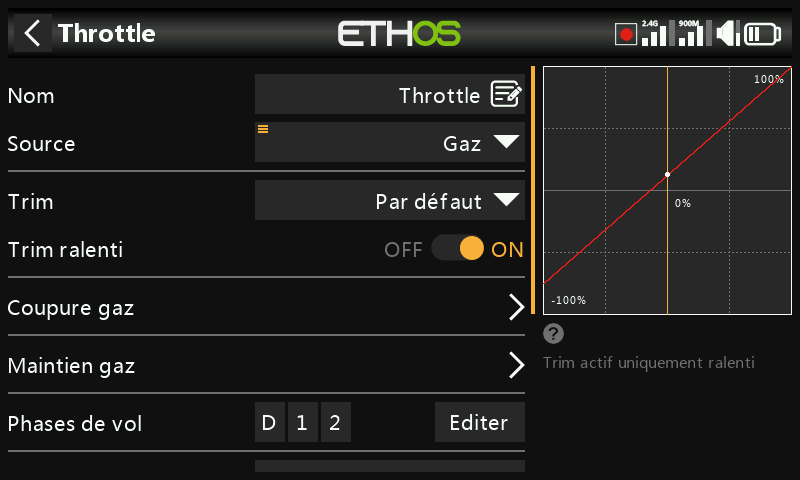 Throttle
ETHOS
2.4G 900M
Nom Throttle
Source Gaz
Trim Par défaut
Trim ralenti OFF ON
Coupure gaz
Maintien gaz
Phases de vol D 1 2 Editer
100%
0%
-100%
?
Trim actif uniquement ralenti